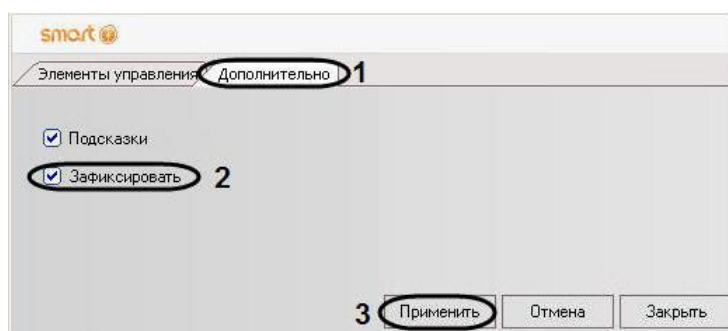 smart
Элементы управления Дополнительно 1
Подсказки
Зафиксировать 2
3 Применить Отмена Закрыть